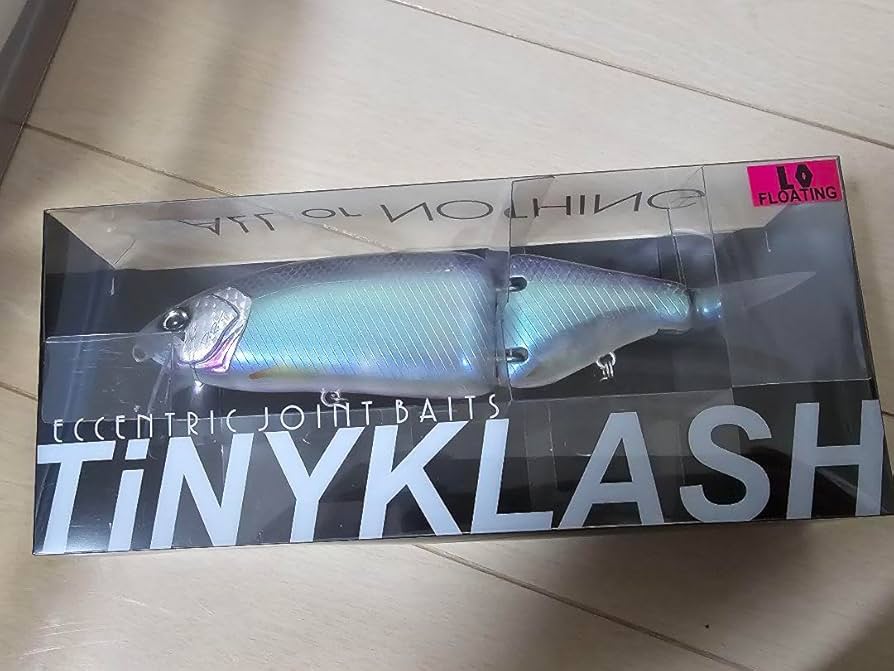 LO
FLOATING
ALL OR NOTHING
ECCENTRIC JOINT BAITS
TiNYKLASH